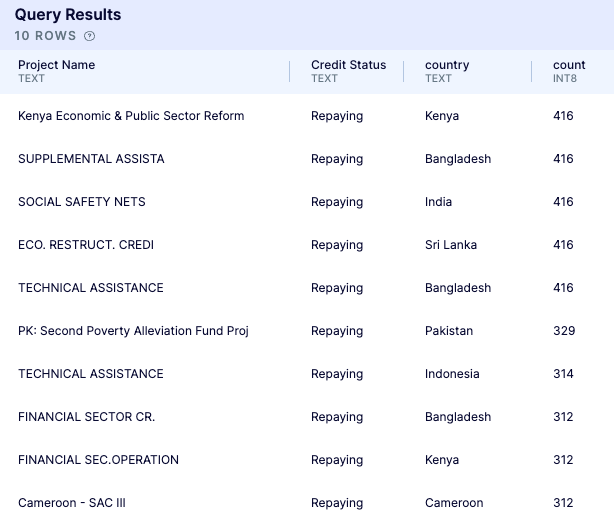 Query Results
10 ROWS ?
Project Name Credit Status country count
TEXT TEXT TEXT INT8
Kenya Economic & Public Sector Reform Repaying Kenya 416
SUPPLEMENTAL ASSISTA Repaying Bangladesh 416
SOCIAL SAFETY NETS Repaying India 416
ECO. RESTRUCT. CREDI Repaying Sri Lanka 416
TECHNICAL ASSISTANCE Repaying Bangladesh 416
PK: Second Poverty Alleviation Fund Proj Repaying Pakistan 329
TECHNICAL ASSISTANCE Repaying Indonesia 314
FINANCIAL SECTOR CR. Repaying Bangladesh 312
FINANCIAL SEC.OPERATION Repaying Kenya 312
Cameroon - SAC III Repaying Cameroon 312